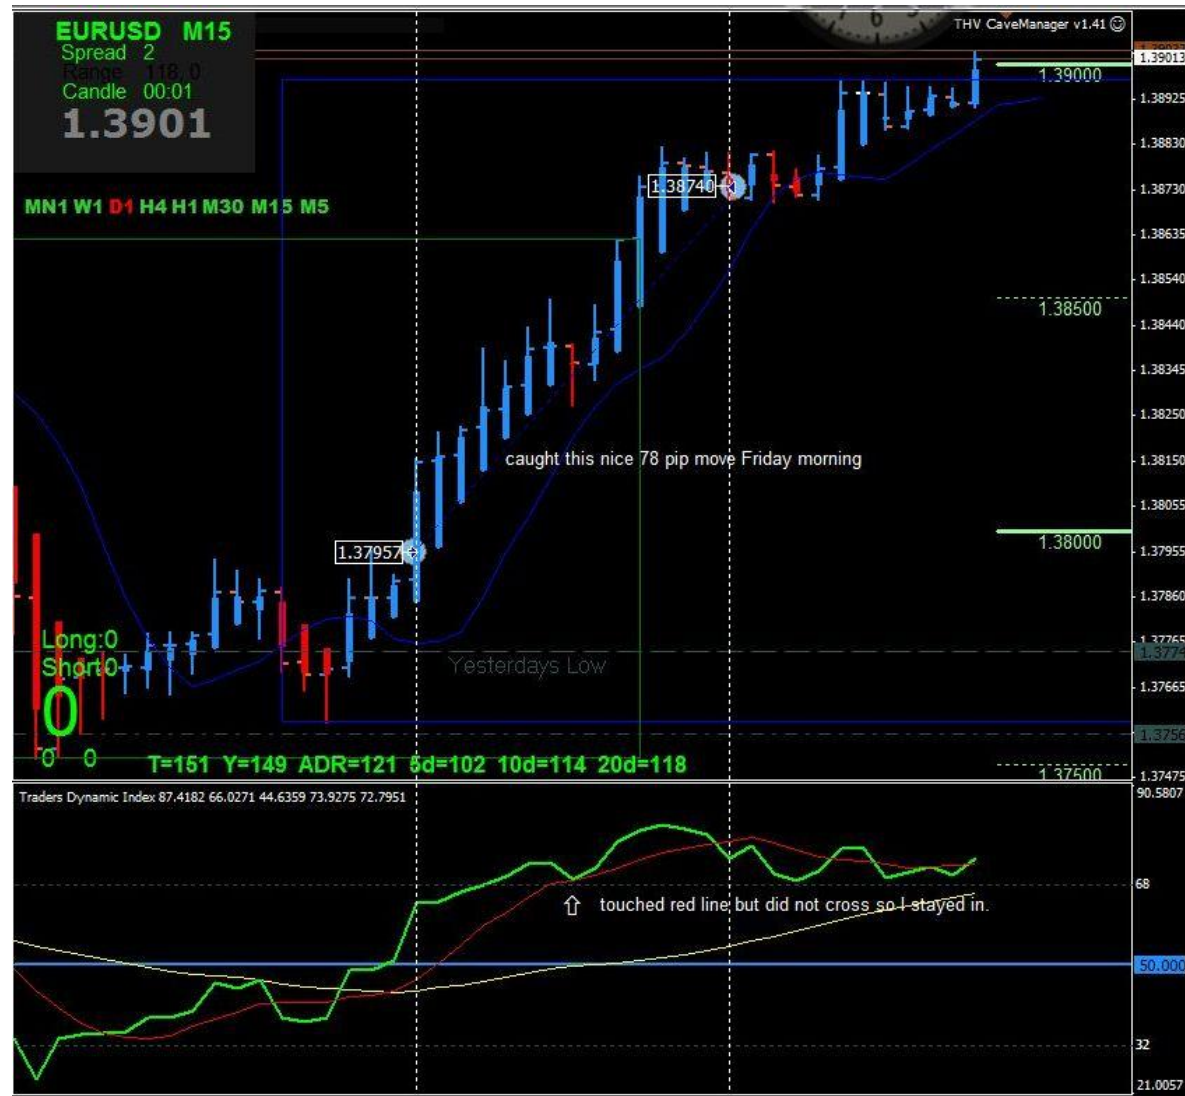 EURUSD M15
Spread 2
Range 118, 0
Candle 00:01
1.3901
THV CaveManager v1.41
MN1 W1 D1 H4 H1 M30 M15 M5
1.39013
1.39000
1.38925
1.38830
1.38740
1.38730
1.38635
1.38540
1.38500
1.38440
1.38345
1.38250
caught this nice 78 pip move Friday morning
1.38150
1.38055
1.38000
1.37957
1.37955
1.37860
Long:0
1.37765
1.3774
Short:0
Yesterdays Low
1.37665
0
1.3756
0 0
T=151 Y=149 ADR=121 5d=102 10d=114 20d=118
1.37500
1.37475
Traders Dynamic Index 87.4182 66.0271 44.6359 73.9275 72.7951
90.5807
68
touched red line but did not cross so I stayed in.
50.000
32
21.0057